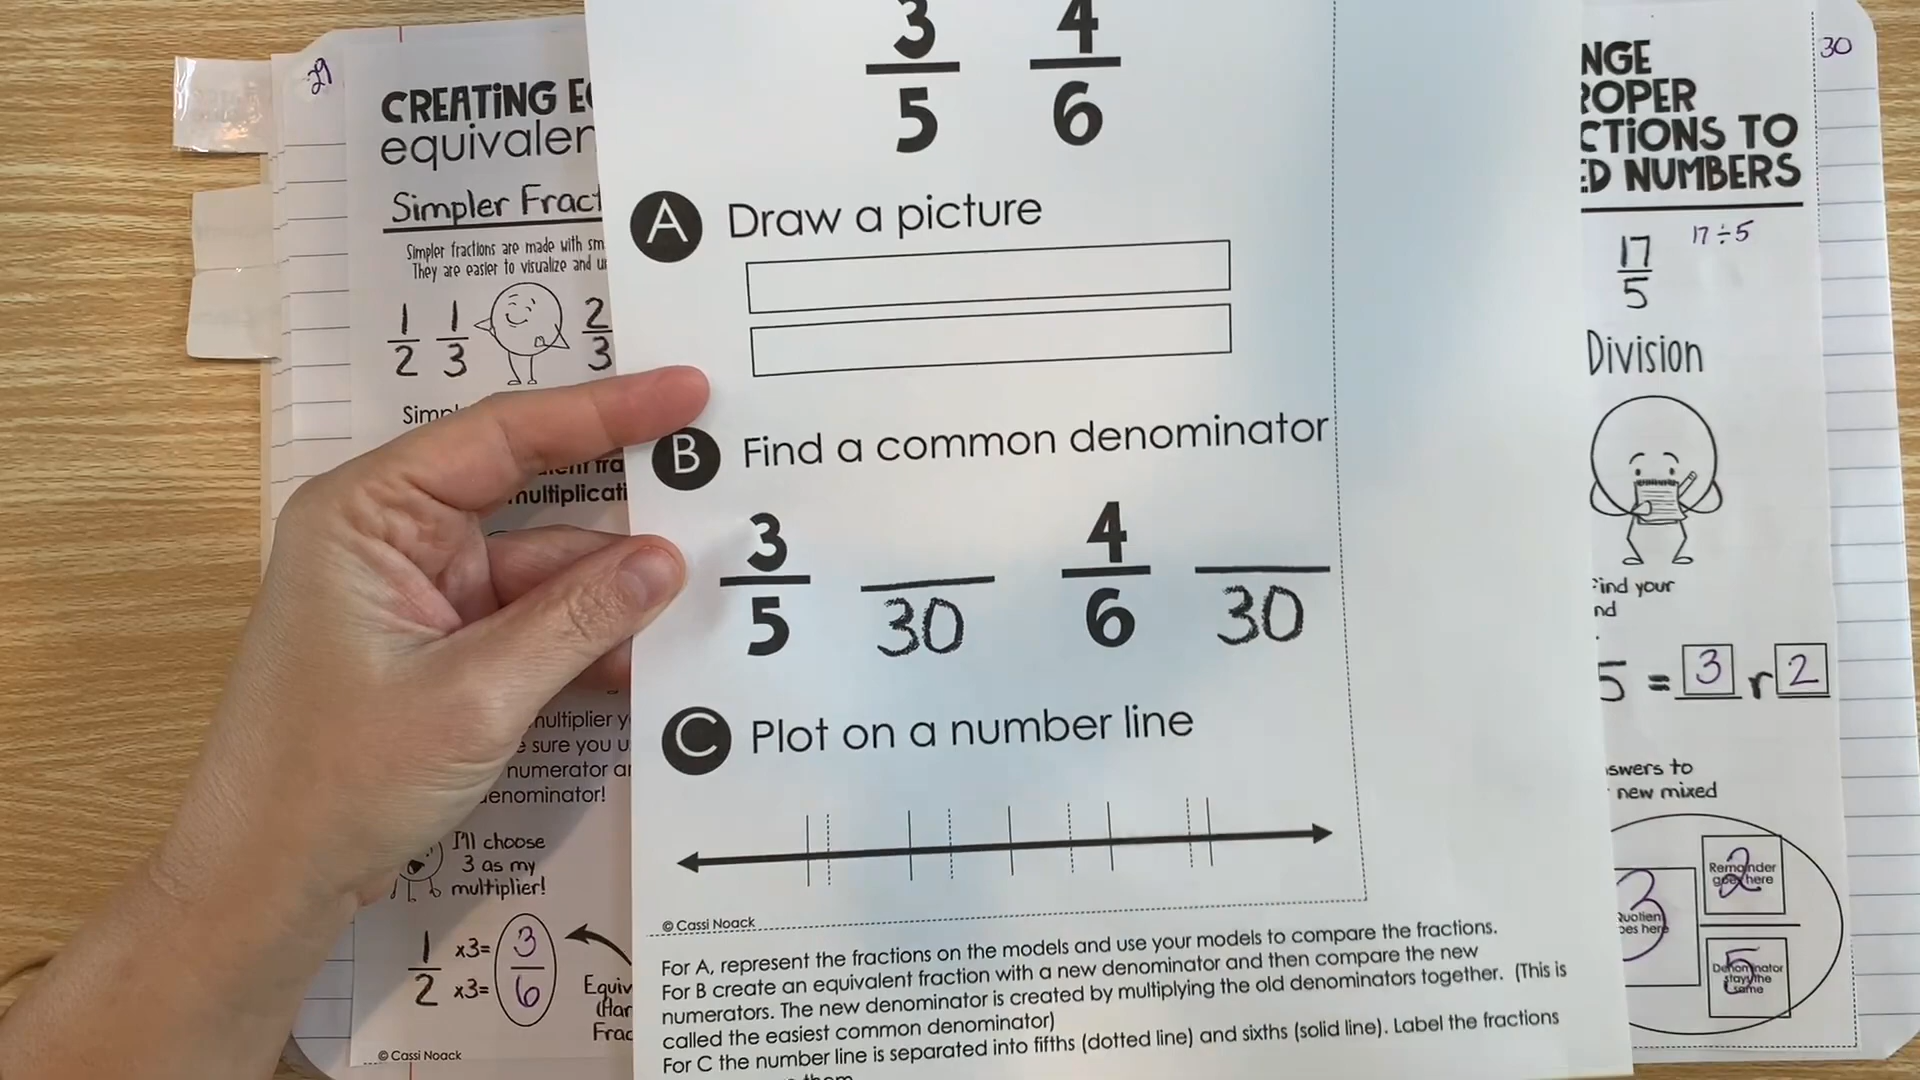 29
CREATING
equivalen
Simpler Fract
Simpler fractions are made with sm
They are easier to visualize and u
1 1 2
2 3 3
Simp
multiplicati
multiplier y
sure you u
numerator a
denominator!
I'll choose
3 as my
multiplier!
1 x3= 3
2 x3= 6
Equiv
(Har
Frac
© Cassi Noack
3 4
5 6
A Draw a picture
B Find a common denominator
3 4
5 30 6 30
C Plot on a number line
© Cassi Noack
For A, represent the fractions on the models and use your models to compare the fractions.
For B create an equivalent fraction with a new denominator and then compare the new
numerators. The new denominator is created by multiplying the old denominators together. (This is
called the easiest common denominator)
For C the number line is separated into fifths (dotted line) and sixths (solid line). Label the fractions
them
30
NGE
ROPER
CTIONS TO
ED NUMBERS
17 17÷5
5
Division
Find your
nd
5 = 3 r 2
swers to
new mixed
3 Quotient
goes here
2 Remainder
goes here
5 Denominator
stays the
same